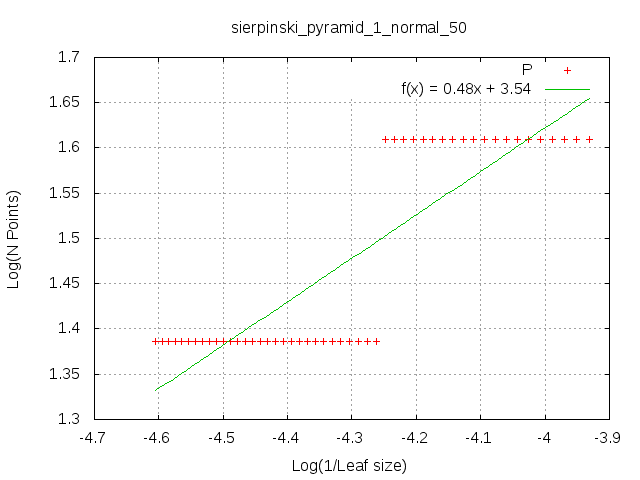 sierpinski_pyramid_1_normal_50
P
f(x) = 0.48x + 3.54
1.7
1.65
1.6
1.55
1.5
1.45
1.4
1.35
1.3
Log(N Points)
-4.7 -4.6 -4.5 -4.4 -4.3 -4.2 -4.1 -4 -3.9
Log(1/Leaf size)